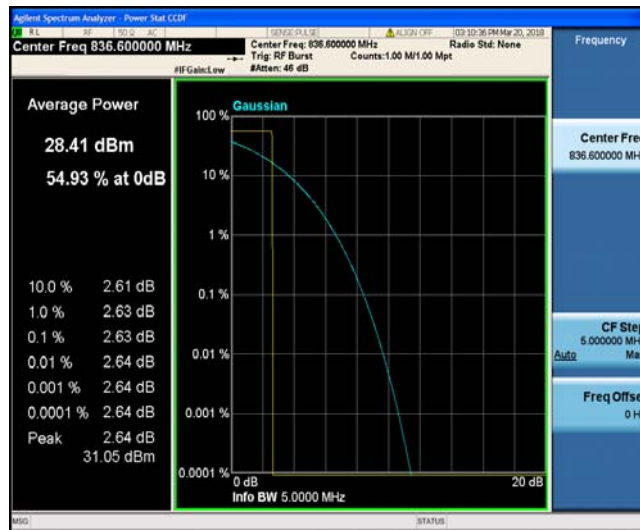 Agilent Spectrum Analyzer - Power Stat CCDF
RL RF 50 Ω AC SENSE:PULSE ALIGN OFF 03:10:36 PM Mar 20, 2018
Center Freq 836.600000 MHz
Center Freq: 836.600000 MHz Radio Std: None
Trig: RF Burst Counts:1.00 M/1.00 Mpt
#IFGain:Low #Atten: 46 dB
Frequency
Average Power
28.41 dBm
54.93 % at 0dB
10.0 % 2.61 dB
1.0 % 2.63 dB
0.1 % 2.63 dB
0.01 % 2.64 dB
0.001 % 2.64 dB
0.0001 % 2.64 dB
Peak 2.64 dB
31.05 dBm
Gaussian
100 %
10 %
1 %
0.1 %
0.01 %
0.001 %
0.0001 %
0 dB 20 dB
Info BW 5.0000 MHz
Center Fre
836.600000 MH
CF Step
5.000000 MH
Auto Ma
Freq Offse
0 H
MSG STATUS